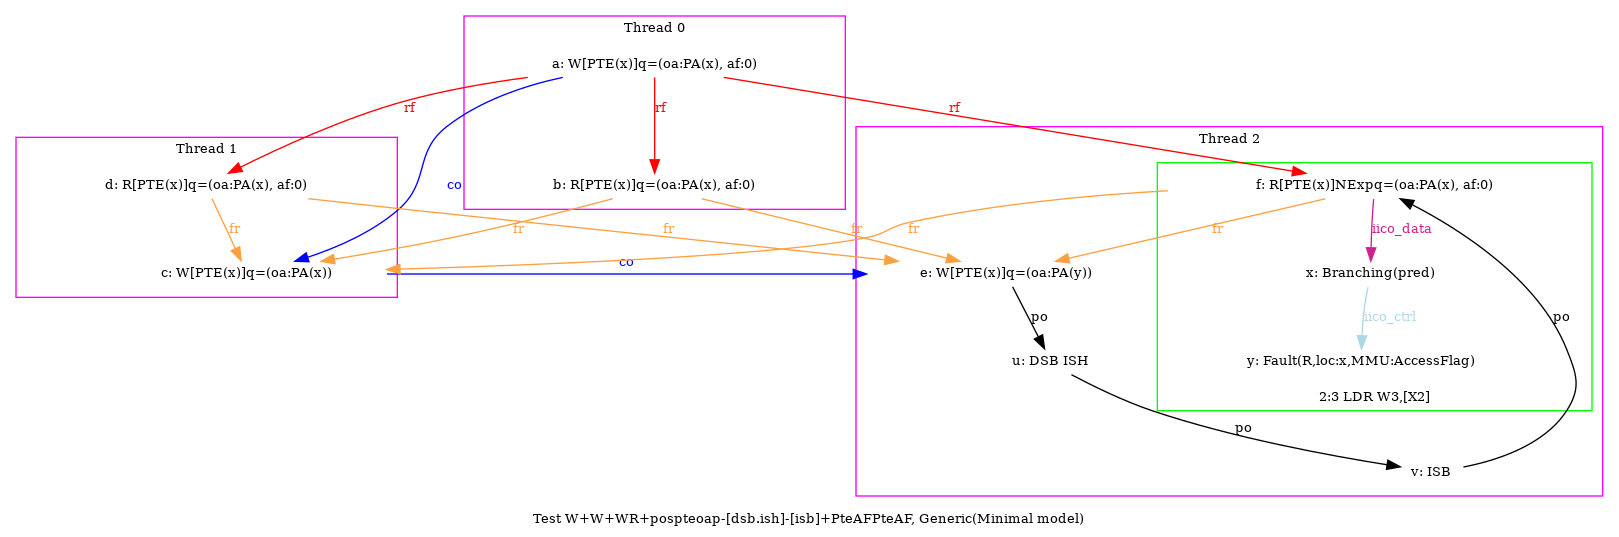 Thread 0
a: W[PTE(x)]q=(oa:PA(x), af:0)
rf
rf
rf
Thread 1
Thread 2
d: R[PTE(x)]q=(oa:PA(x), af:0)
co
b: R[PTE(x)]q=(oa:PA(x), af:0)
f: R[PTE(x)]NExpq=(oa:PA(x), af:0)
fr
fr
fr
fr
fr
fr
iico_data
co
c: W[PTE(x)]q=(oa:PA(x))
e: W[PTE(x)]q=(oa:PA(y))
x: Branching(pred)
po
iico_ctrl
po
u: DSB ISH
y: Fault(R,loc:x,MMU:AccessFlag)
2:3 LDR W3,[X2]
po
v: ISB
Test W+W+WR+pospteoap-[dsb.ish]-[isb]+PteAFPteAF, Generic(Minimal model)